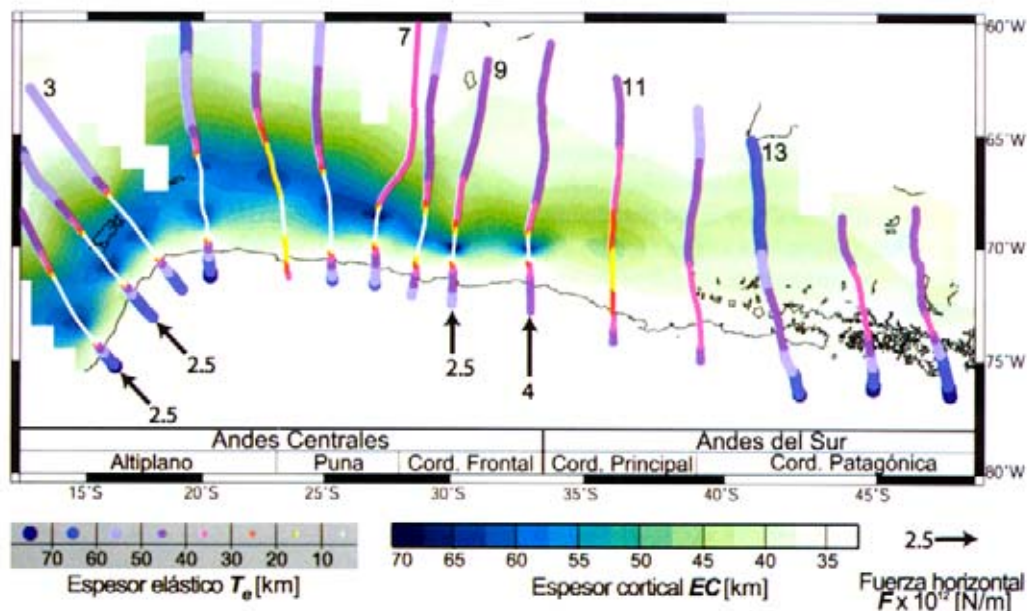 60°W
65°W
70°W
75°W
80°W
3
7
9
11
13
2.5
2.5
2.5
4
Andes Centrales
Andes del Sur
Altiplano
Puna
Cord. Frontal
Cord. Principal
Cord. Patagónica
15°S
20°S
25°S
30°S
35°S
40°S
45°S
70 60 50 40 30 20 10
Espesor elástico Te [km]
70 65 60 55 50 45 40 35
Espesor cortical EC [km]
2.5
Fuerza horizontal
F x 10¹² [N/m]